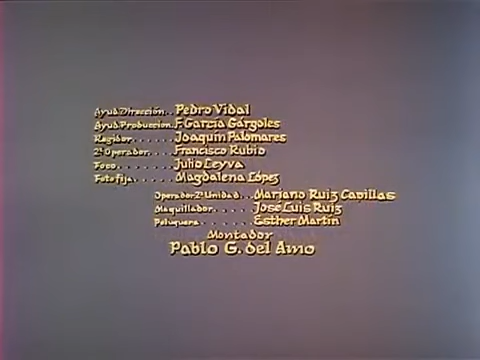 Ayud.Dirección.. Pedro Vidal
Ayud.Producción.. F. García Gárgoles
Regidor...... Joaquín Palomares
2º Operador..... Francisco Rubio
Foco........ Julio Leyva
Foto fija...... Magdalena López
Operador 2ª Unidad... Mariano Ruiz Capillas
Maquillador..... José Luis Ruiz
Peluquera...... Esther Martín
Montador
Pablo G. del Amo